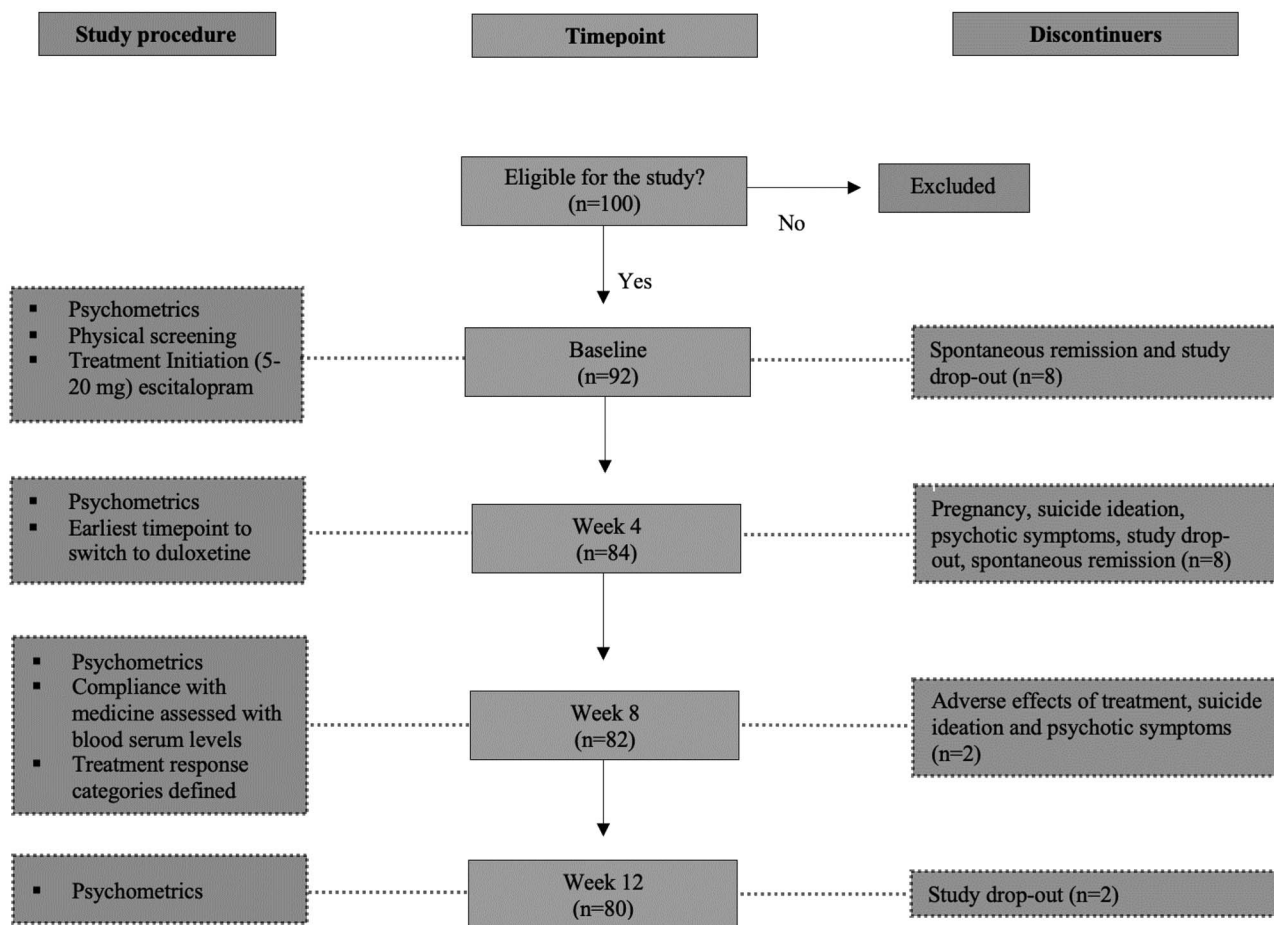 Study procedure
Timepoint
Discontinuers
Eligible for the study?
(n=100)
No
Excluded
Yes
▪ Psychometrics
▪ Physical screening
▪ Treatment Initiation (5-
20 mg) escitalopram
Baseline
(n=92)
Spontaneous remission and study
drop-out (n=8)
▪ Psychometrics
▪ Earliest timepoint to
switch to duloxetine
Week 4
(n=84)
Pregnancy, suicide ideation,
psychotic symptoms, study drop-
out, spontaneous remission (n=8)
▪ Psychometrics
▪ Compliance with
medicine assessed with
blood serum levels
▪ Treatment response
categories defined
Week 8
(n=82)
Adverse effects of treatment, suicide
ideation and psychotic symptoms
(n=2)
▪ Psychometrics
Week 12
(n=80)
Study drop-out (n=2)